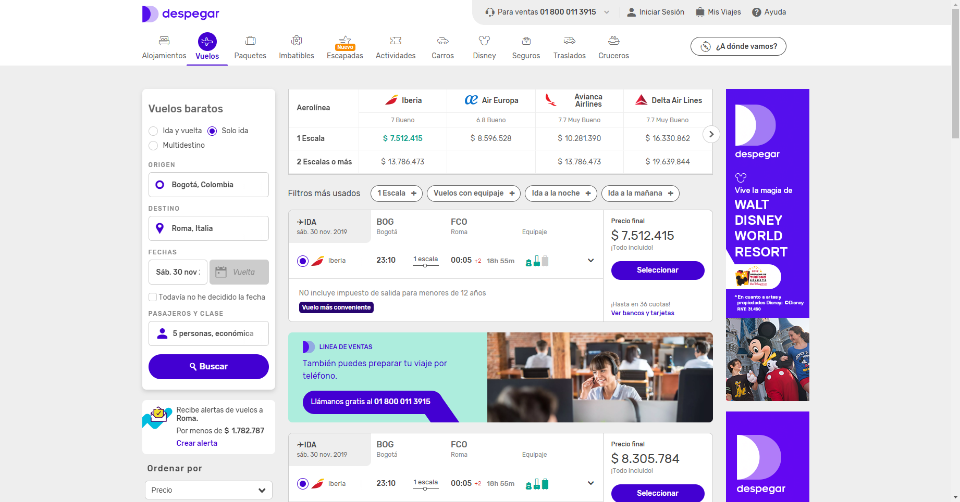 despegar
Para ventas 01 800 011 3915
Iniciar Sesión
Mis Viajes
Ayuda
Alojamientos
Vuelos
Paquetes
Imbatibles
Nuevo
Escapadas
Actividades
Carros
Disney
Seguros
Traslados
Cruceros
¿A dónde vamos?
Vuelos baratos
Ida y vuelta
Solo ida
Multidestino
ORIGEN
Bogotá, Colombia
DESTINO
Roma, Italia
FECHAS
Sáb. 30 nov
Vuelta
Todavía no he decidido la fecha
PASAJEROS Y CLASE
5 personas, económica
Buscar
Recibe alertas de vuelos a
Roma.
Por menos de $ 1.782.787
Crear alerta
Ordenar por
Precio
Aerolínea
Iberia
Air Europa
Avianca
Airlines
Delta Air Lines
7 Bueno
6.8 Bueno
7.7 Muy Bueno
7.7 Muy Bueno
1 Escala
$ 7.512.415
$ 8.596.528
$ 10.281.390
$ 16.330.862
2 Escalas o más
$ 13.786.473
$ 13.786.473
$ 19.639.844
Filtros más usados
1 Escala +
Vuelos con equipaje +
Ida a la noche +
Ida a la mañana +
IDA
sáb. 30 nov. 2019
BOG
Bogotá
FCO
Roma
Equipaje
Iberia
23:10
1 escala
00:05 +2
18h 55m
NO incluye impuesto de salida para menores de 12 años
Vuelo más conveniente
Precio final
$ 7.512.415
¡Todo incluido!
Seleccionar
¡Hasta en 36 cuotas!
Ver bancos y tarjetas
LINEA DE VENTAS
También puedes preparar tu viaje por
teléfono.
Llámanos gratis al 01 800 011 3915
IDA
sáb. 30 nov. 2019
BOG
Bogotá
FCO
Roma
Equipaje
Iberia
23:10
1 escala
00:05 +2
18h 55m
Precio final
$ 8.305.784
¡Todo incluido!
Seleccionar
despegar
Vive la magia de
WALT
DISNEY
WORLD
RESORT
* En cuanto a artes y
propiedades Disney: ©Disney
despegar